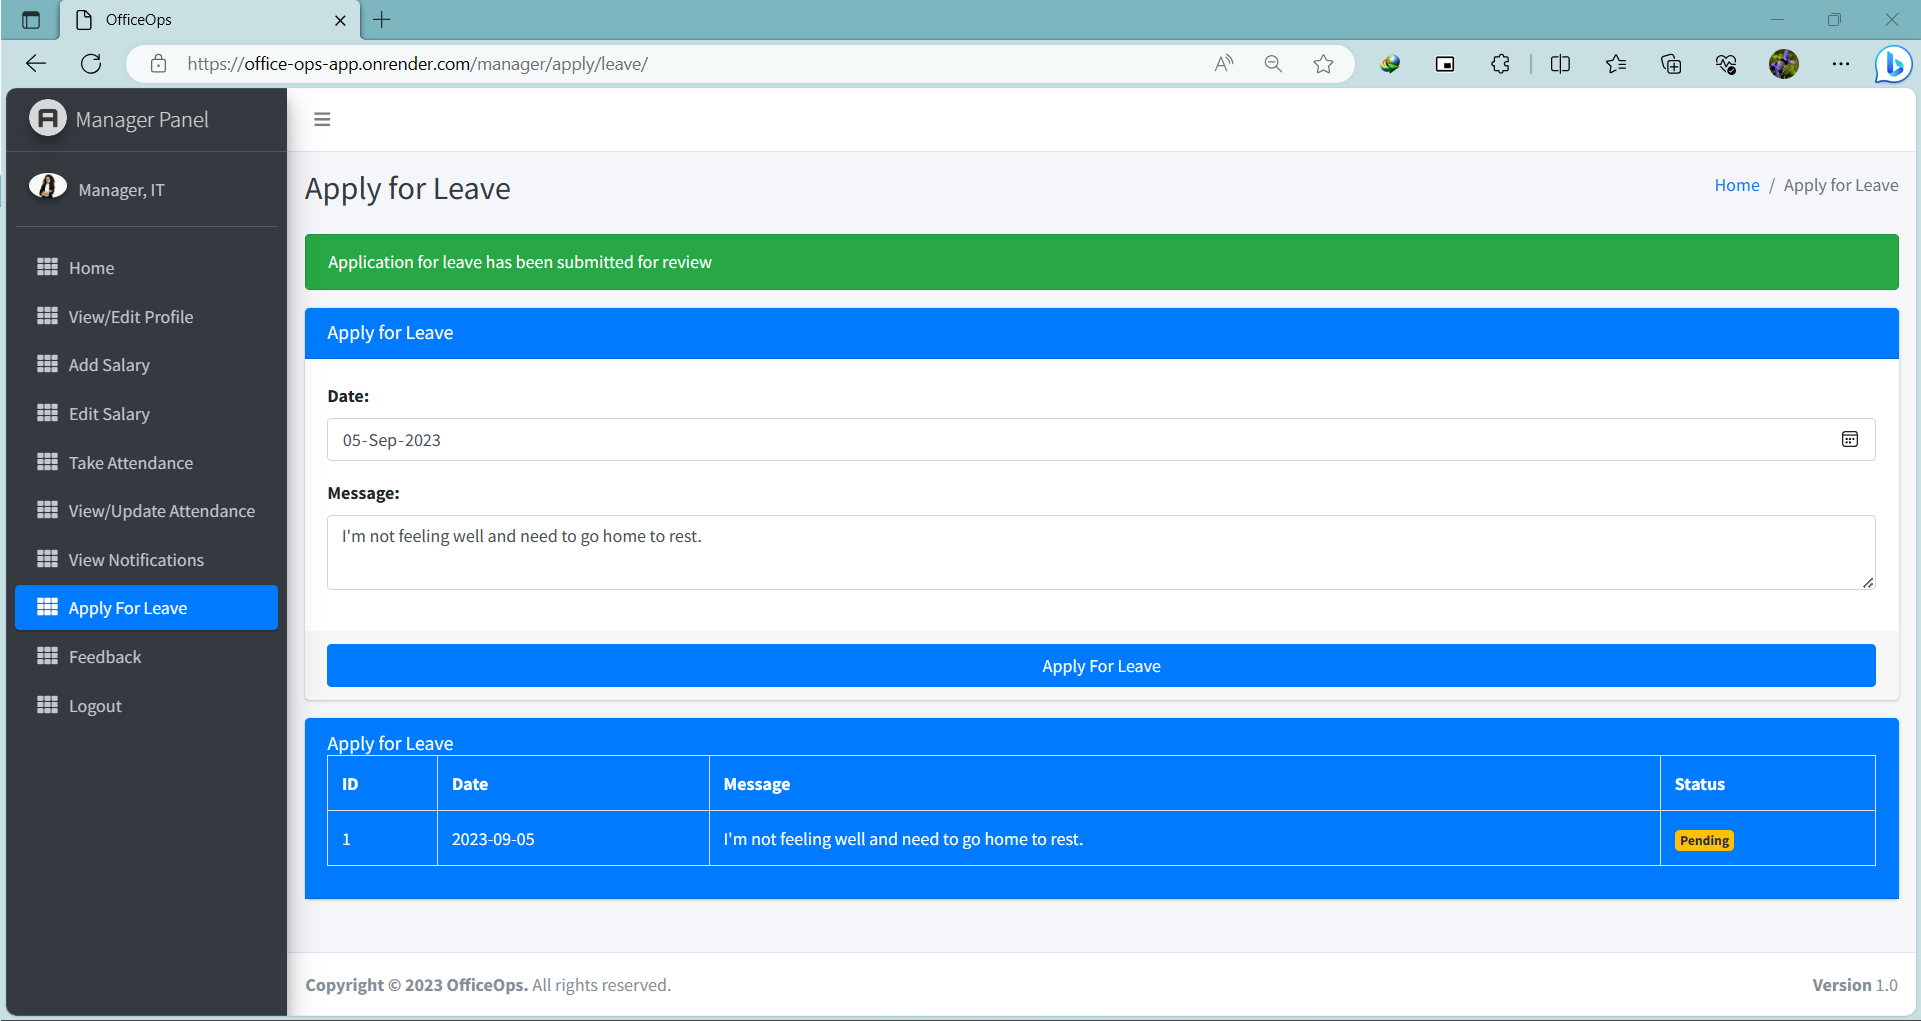 OfficeOps
https://office-ops-app.onrender.com/manager/apply/leave/
Manager Panel
Manager, IT
Home
View/Edit Profile
Add Salary
Edit Salary
Take Attendance
View/Update Attendance
View Notifications
Apply For Leave
Feedback
Logout
Apply for Leave
Home / Apply for Leave
Application for leave has been submitted for review
Apply for Leave
Date:
05-Sep-2023
Message:
I'm not feeling well and need to go home to rest.
Apply For Leave
Apply for Leave
ID Date Message Status
1 2023-09-05 I'm not feeling well and need to go home to rest. Pending
Copyright © 2023 OfficeOps. All rights reserved.
Version 1.0